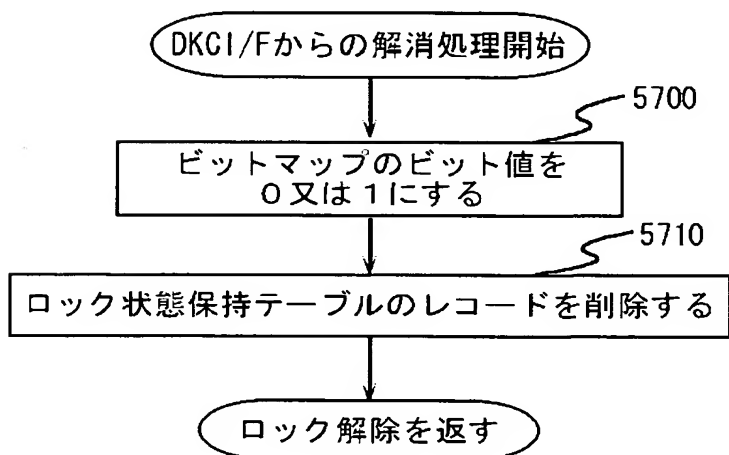 DKCI/Fからの解消処理開始
5700
ビットマップのビット値を
0又は1にする
5710
ロック状態保持テーブルのレコードを削除する
ロック解除を返す